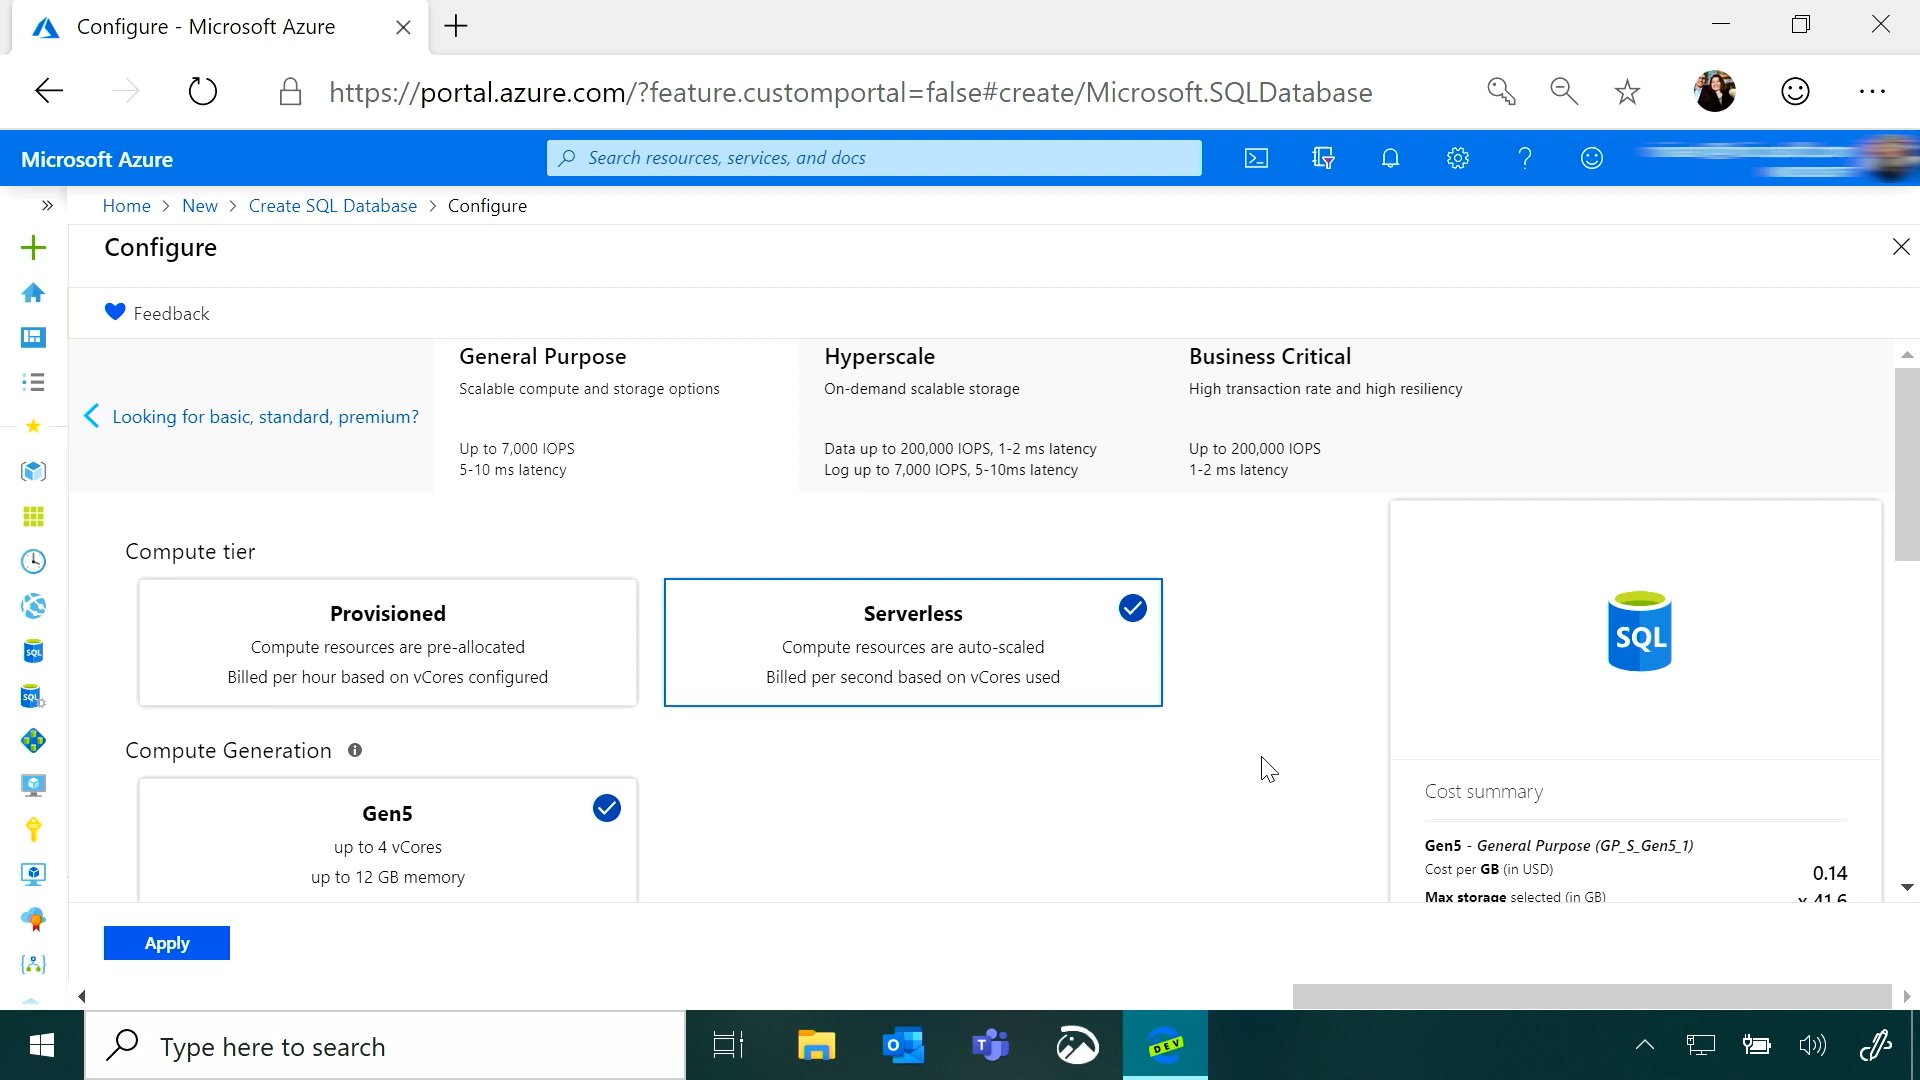 Configure - Microsoft Azure
https://portal.azure.com/?feature.customportal=false#create/Microsoft.SQLDatabase
Microsoft Azure
Search resources, services, and docs
Home > New > Create SQL Database > Configure
Configure
Feedback
Looking for basic, standard, premium?
General Purpose
Scalable compute and storage options
Up to 7,000 IOPS
5-10 ms latency
Hyperscale
On-demand scalable storage
Data up to 200,000 IOPS, 1-2 ms latency
Log up to 7,000 IOPS, 5-10ms latency
Business Critical
High transaction rate and high resiliency
Up to 200,000 IOPS
1-2 ms latency
Compute tier
Provisioned
Compute resources are pre-allocated
Billed per hour based on vCores configured
Serverless
Compute resources are auto-scaled
Billed per second based on vCores used
Compute Generation
Gen5
up to 4 vCores
up to 12 GB memory
SQL
Cost summary
Gen5 - General Purpose (GP_S_Gen5_1)
Cost per GB (in USD) 0.14
Max storage selected (in GB) x 41.6
SQL
SQL
Apply
Type here to search
DEV